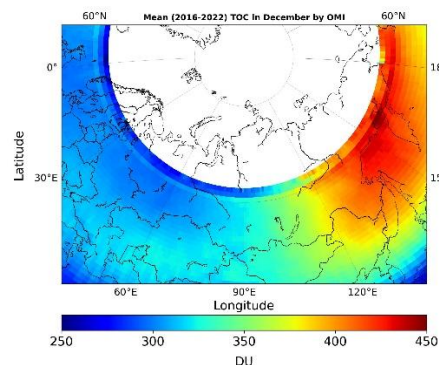 Mean (2016-2022) TOC in December by OMI
60°N 60°N
0° 18
Latitude
30°E 15
60°E 90°E 120°E
Longitude
250 300 350 400 450
DU